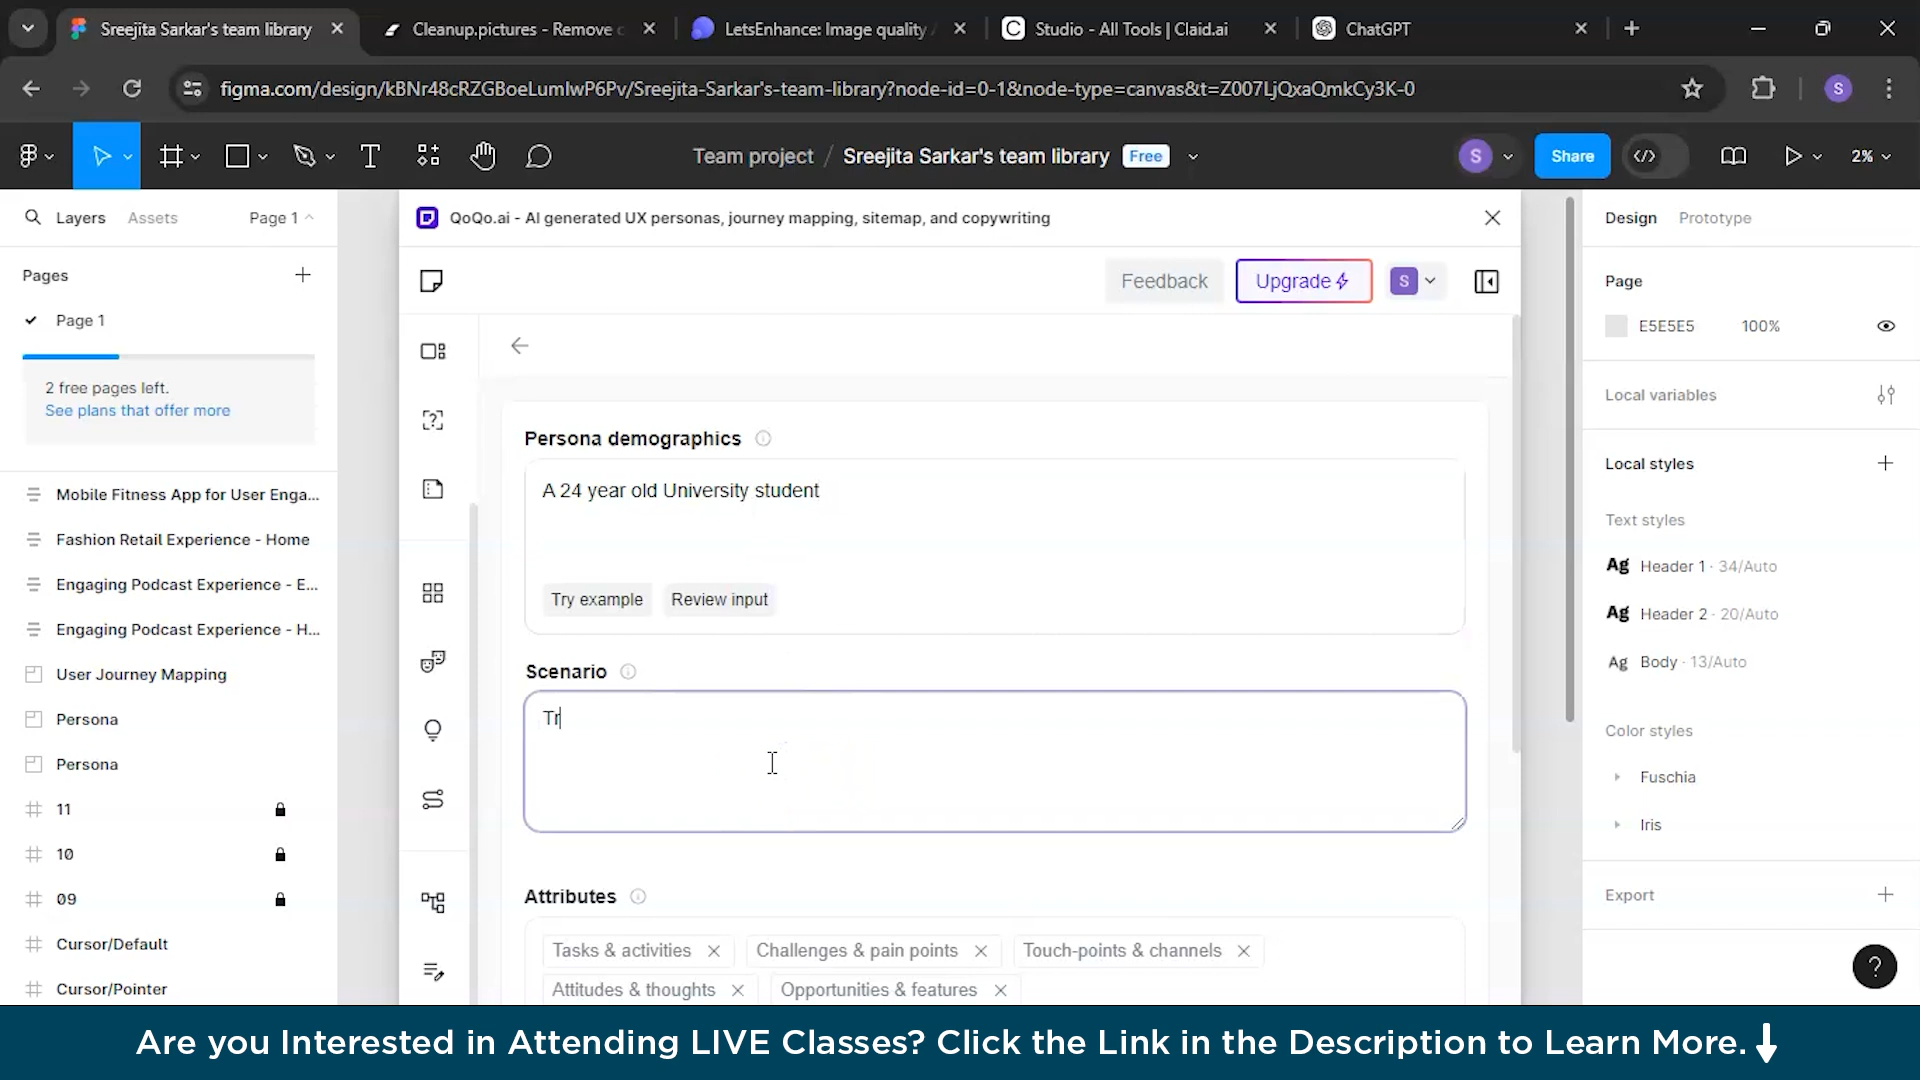 Sreejita Sarkar's team library
Cleanup.pictures - Remove c
LetsEnhance: Image quality
Studio - All Tools | Claid.ai
ChatGPT
figma.com/design/kBNr48cRZGBoeLumIwP6Pv/Sreejita-Sarkar's-team-library?node-id=0-1&node-type=canvas&t=Z007LjQxaQmkCy3K-0
S
Team project / Sreejita Sarkar's team library Free
S
Share
2%
Layers Assets Page 1
QoQo.ai - AI generated UX personas, journey mapping, sitemap, and copywriting
Design Prototype
Pages
Page 1
2 free pages left.
See plans that offer more
Mobile Fitness App for User Enga...
Fashion Retail Experience - Home
Engaging Podcast Experience - E...
Engaging Podcast Experience - H...
User Journey Mapping
Persona
Persona
11
10
09
Cursor/Default
Cursor/Pointer
Feedback Upgrade S
Persona demographics
A 24 year old University student
Try example Review input
Scenario
Tr
Attributes
Tasks & activities Challenges & pain points Touch-points & channels
Attitudes & thoughts Opportunities & features
Page
E5E5E5 100%
Local variables
Local styles
Text styles
Ag Header 1 · 34/Auto
Ag Header 2 · 20/Auto
Ag Body · 13/Auto
Color styles
Fuschia
Iris
Export
?
Are you Interested in Attending LIVE Classes? Click the Link in the Description to Learn More.